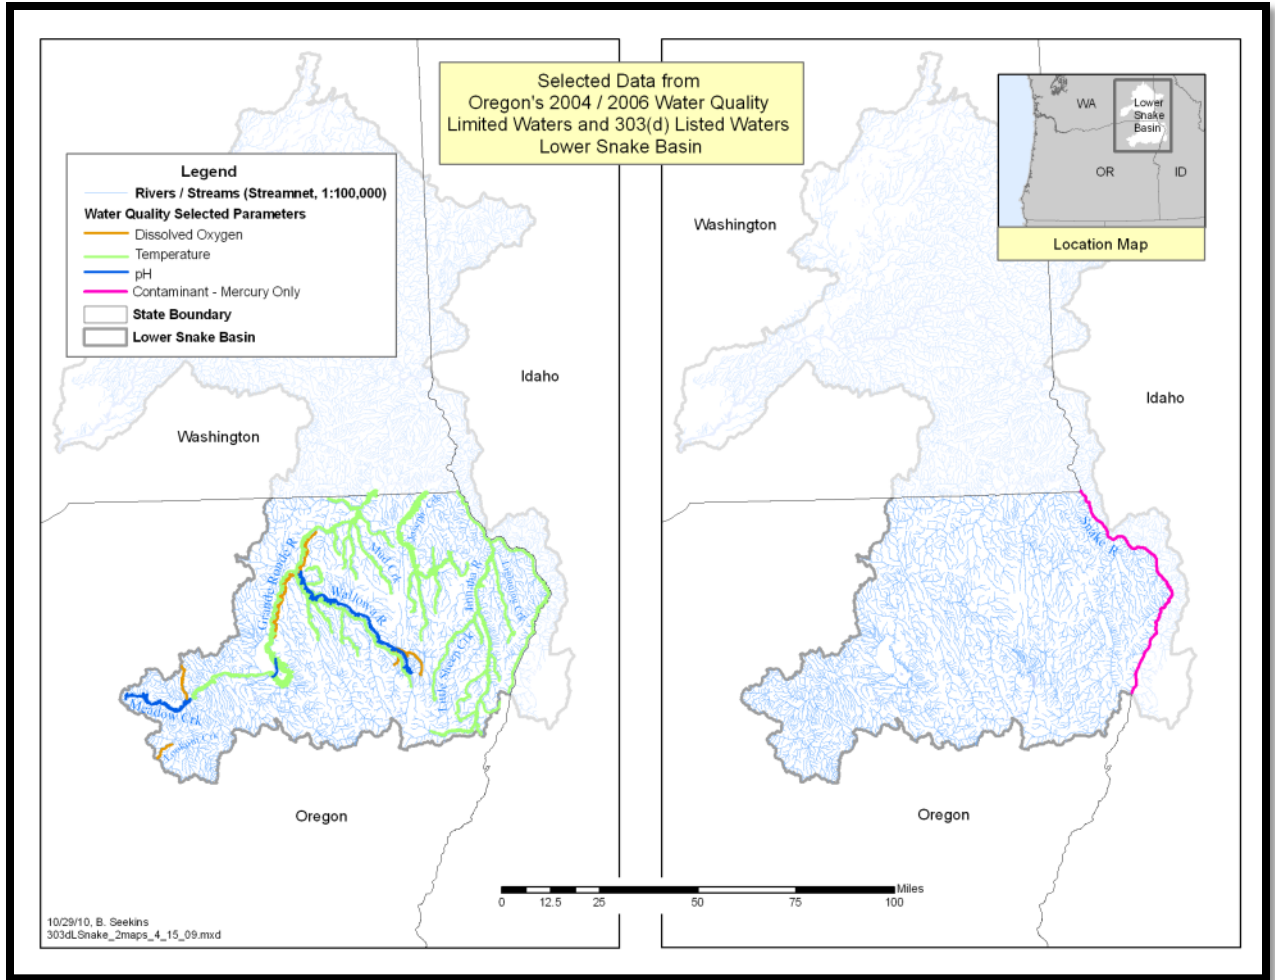 Selected Data from
Oregon's 2004 / 2006 Water Quality
Limited Waters and 303(d) Listed Waters
Lower Snake Basin
Legend
Rivers / Streams (Streamnet, 1:100,000)
Water Quality Selected Parameters
Dissolved Oxygen
Temperature
pH
Contaminant - Mercury Only
State Boundary
Lower Snake Basin
Washington
Idaho
Oregon
Grande Ronde R
Wallowa R
Mud Crk
Joseph Crk
Imnaha R
Lightning Crk
Little Sheep Crk
Meadow Crk
10/29/10, B. Seekins
303dLSnake_2maps_4_15_09.mxd
WA
Lower
Snake
Basin
OR
ID
Location Map
Washington
Idaho
Snake R
Oregon
0
12.5
25
50
75
100
Miles